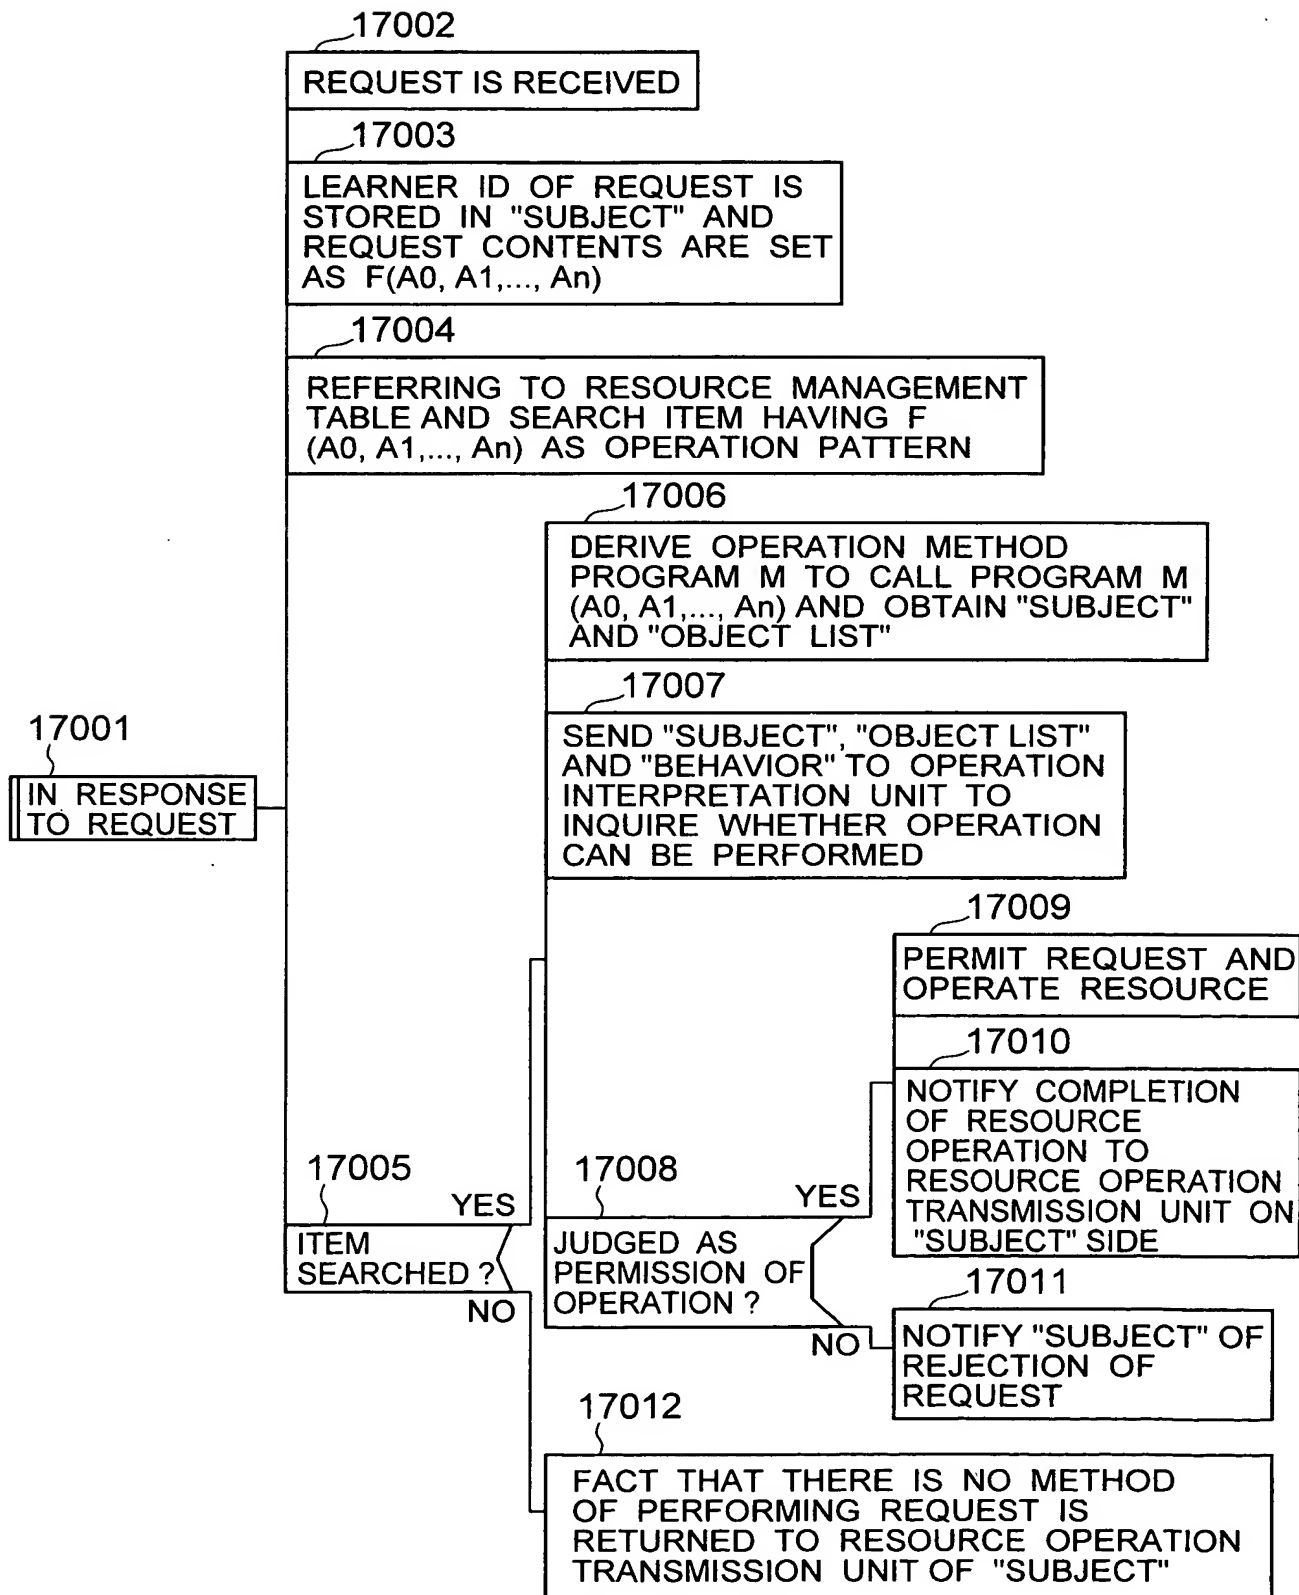 17002
REQUEST IS RECEIVED
17003
LEARNER ID OF REQUEST IS
STORED IN "SUBJECT" AND
REQUEST CONTENTS ARE SET
AS F(A0, A1,..., An)
17004
REFERRING TO RESOURCE MANAGEMENT
TABLE AND SEARCH ITEM HAVING F
(A0, A1,..., An) AS OPERATION PATTERN
17006
DERIVE OPERATION METHOD
PROGRAM M TO CALL PROGRAM M
(A0, A1,..., An) AND OBTAIN "SUBJECT"
AND "OBJECT LIST"
17007
SEND "SUBJECT", "OBJECT LIST"
AND "BEHAVIOR" TO OPERATION
INTERPRETATION UNIT TO
INQUIRE WHETHER OPERATION
CAN BE PERFORMED
17001
IN RESPONSE
TO REQUEST
17009
PERMIT REQUEST AND
OPERATE RESOURCE
17010
NOTIFY COMPLETION
OF RESOURCE
OPERATION TO
RESOURCE OPERATION
TRANSMISSION UNIT ON
"SUBJECT" SIDE
17005
YES
ITEM
SEARCHED ?
NO
17008
YES
JUDGED AS
PERMISSION OF
OPERATION ?
NO
17011
NOTIFY "SUBJECT" OF
REJECTION OF
REQUEST
17012
FACT THAT THERE IS NO METHOD
OF PERFORMING REQUEST IS
RETURNED TO RESOURCE OPERATION
TRANSMISSION UNIT OF "SUBJECT"